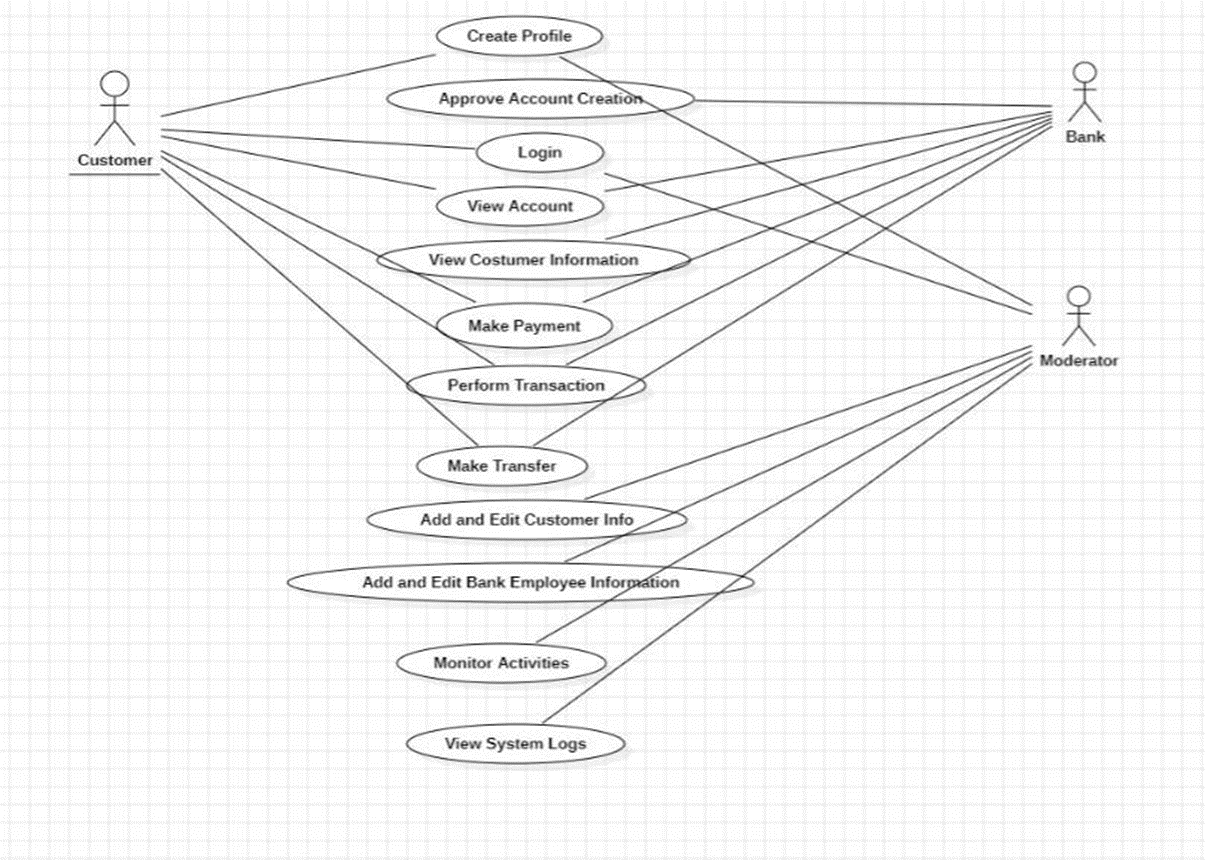 Create Profile
Approve Account Creation
Customer
Bank
Login
View Account
View Costumer Information
Make Payment
Moderator
Perform Transaction
Make Transfer
Add and Edit Customer Info
Add and Edit Bank Employee Information
Monitor Activities
View System Logs